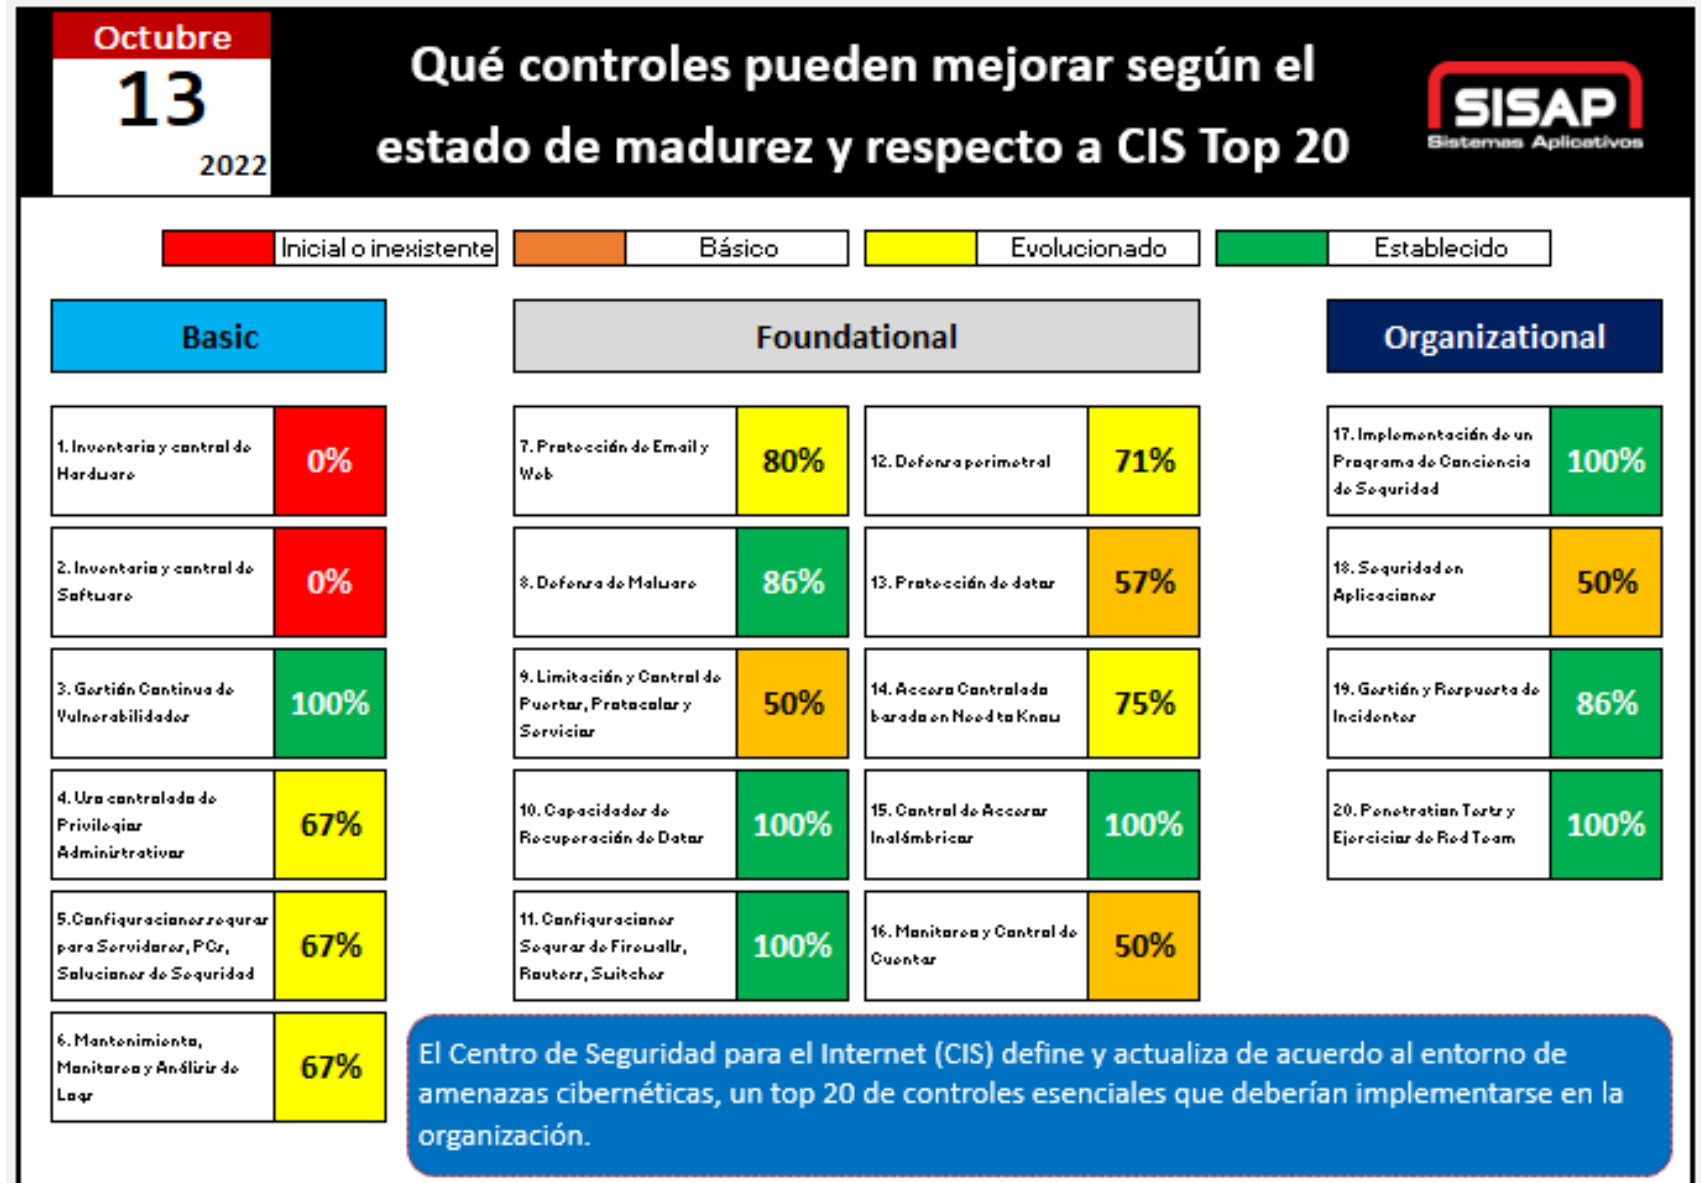 Octubre
13
2022
Qué controles pueden mejorar según el
estado de madurez y respecto a CIS Top 20
SISAP
Sistemas Aplicativos
Inicial o inexistente
Básico
Evolucionado
Establecido
Basic
Foundational
Organizational
1. Inventario y control de
Hardware
0%
2. Inventario y control de
Software
0%
3. Gestión Continua de
Vulnerabilidades
100%
4. Uso controlado de
Privilegios
Administrativos
67%
5.Configuraciones seguras
para Servidores, PCs,
Soluciones de Seguridad
67%
6. Mantenimiento,
Monitoreo y Análisis de
Logs
67%
7. Protección de Email y
Web
80%
8. Defensa de Malware
86%
9. Limitación y Control de
Puertos, Protocolos y
Servicios
50%
10. Capacidades de
Recuperación de Datos
100%
11. Configuraciones
Seguras de Firewalls,
Routers, Switches
100%
12. Defensa perimetral
71%
13. Protección de datos
57%
14. Acceso Controlado
basado en Need to Know
75%
15. Control de Accesos
Inalámbricos
100%
16. Monitoreo y Control de
Cuentas
50%
17. Implementación de un
Programa de Conciencia
de Seguridad
100%
18. Seguridad en
Aplicaciones
50%
19. Gestión y Respuesta de
Incidentes
86%
20. Penetration Tests y
Ejercicios de Red Team
100%
El Centro de Seguridad para el Internet (CIS) define y actualiza de acuerdo al entorno de
amenazas cibernéticas, un top 20 de controles esenciales que deberían implementarse en la
organización.